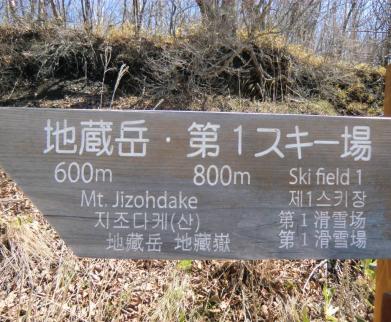 地蔵岳・第1スキー場
600m 800m Ski field 1
Mt. Jizohdake 제1스키장
지조다케(산) 第1滑雪场
地蔵岳 地藏嶽 第1滑雪場